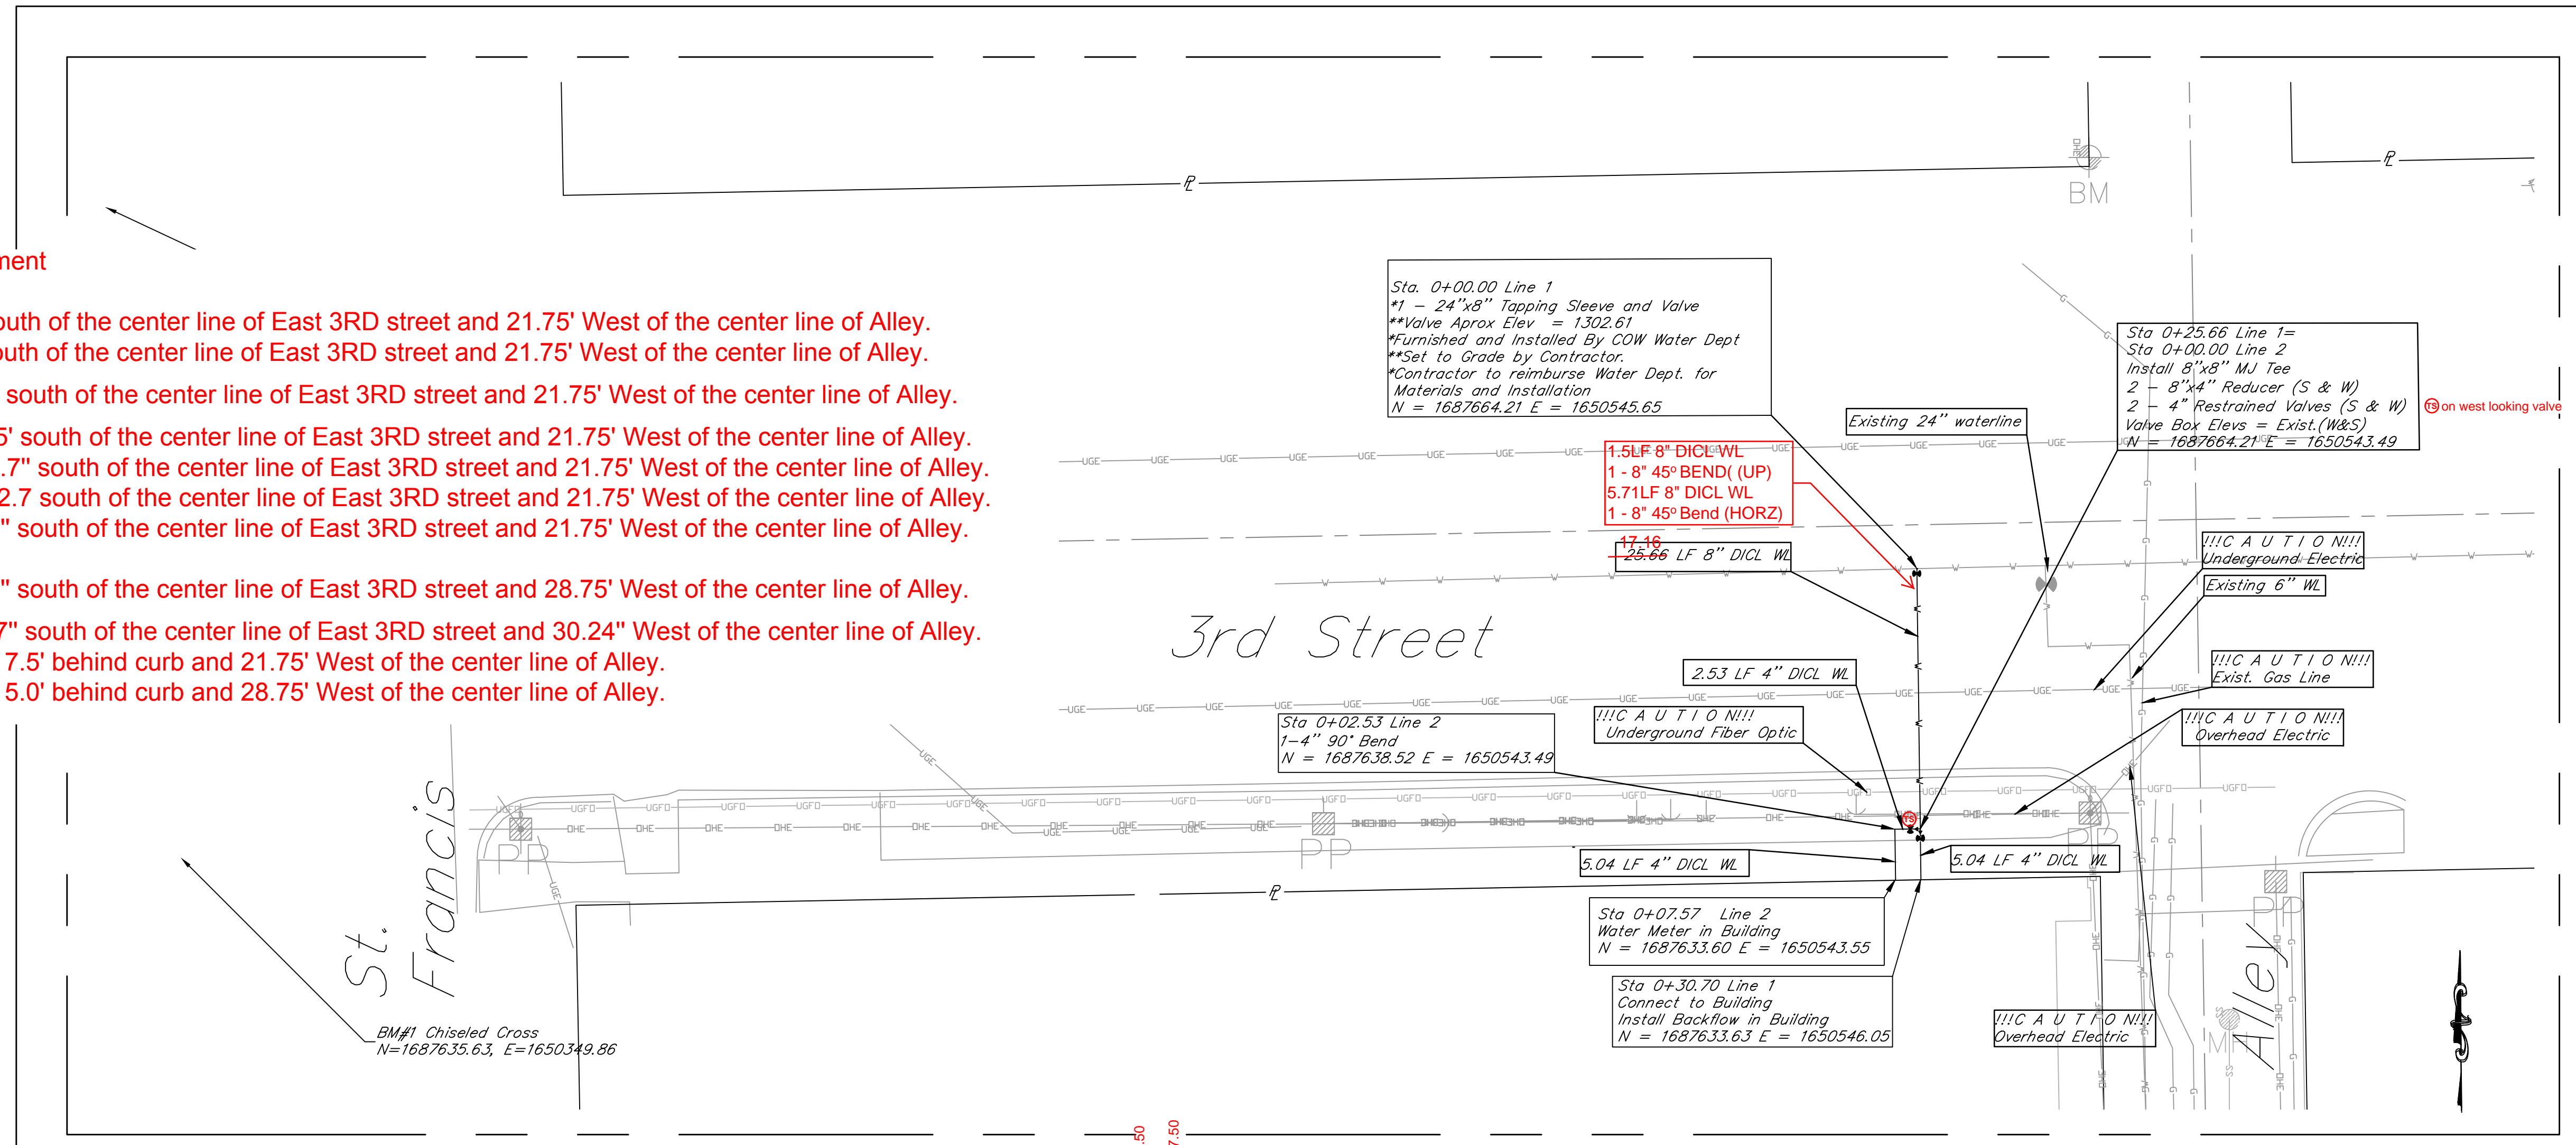 ment
outh of the center line of East 3RD street and 21.75' West of the center line of Alley.
outh of the center line of East 3RD street and 21.75' West of the center line of Alley.
south of the center line of East 3RD street and 21.75' West of the center line of Alley.
5' south of the center line of East 3RD street and 21.75' West of the center line of Alley.
.7" south of the center line of East 3RD street and 21.75' West of the center line of Alley.
2.7 south of the center line of East 3RD street and 21.75' West of the center line of Alley.
" south of the center line of East 3RD street and 21.75' West of the center line of Alley.
" south of the center line of East 3RD street and 28.75' West of the center line of Alley.
7" south of the center line of East 3RD street and 30.24" West of the center line of Alley.
7.5' behind curb and 21.75' West of the center line of Alley.
5.0' behind curb and 28.75' West of the center line of Alley.
BM
Sta. 0+00.00 Line 1
*1 - 24"x8" Tapping Sleeve and Valve
**Valve Aprox Elev = 1302.61
*Furnished and Installed By COW Water Dept
**Set to Grade by Contractor.
*Contractor to reimburse Water Dept. for
Materials and Installation
N = 1687664.21 E = 1650545.65
Sta 0+25.66 Line 1=
Sta 0+00.00 Line 2
Install 8"x8" MJ Tee
2 - 8"x4" Reducer (S & W)
2 - 4" Restrained Valves (S & W)
Valve Box Elevs = Exist.(W&S)
N = 1687664.21 E = 1650543.49
TS on west looking valve
Existing 24" waterline
1.5LF 8" DICL WL
1 - 8" 45º BEND( (UP)
5.71LF 8" DICL WL
1 - 8" 45º Bend (HORZ)
17.16
25.66 LF 8" DICL WL
!!!C A U T I O N!!!
Underground Electric
Existing 6" WL
3rd Street
2.53 LF 4" DICL WL
!!!C A U T I O N!!!
Exist. Gas Line
Sta 0+02.53 Line 2
1-4" 90° Bend
N = 1687638.52 E = 1650543.49
!!!C A U T I O N!!!
Underground Fiber Optic
!!!C A U T I O N!!!
Overhead Electric
TS
PP
PP
PP
PP
5.04 LF 4" DICL WL
5.04 LF 4" DICL WL
St.
Francis
Sta 0+07.57 Line 2
Water Meter in Building
N = 1687633.60 E = 1650543.55
Sta 0+30.70 Line 1
Connect to Building
Install Backflow in Building
N = 1687633.63 E = 1650546.05
!!!C A U T I O N!!!
Overhead Electric
Alley
MH
BM#1 Chiseled Cross
N=1687635.63, E=1650349.86
.50
7.50